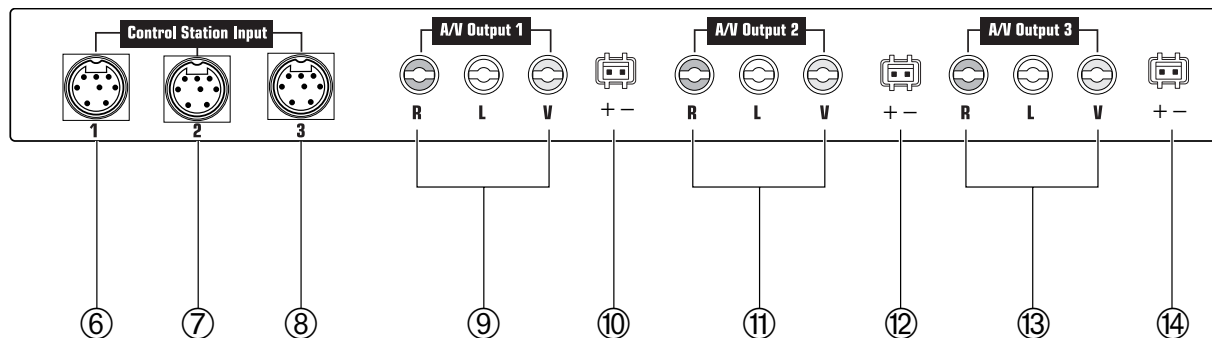 Control Station Input A/V Output 1 A/V Output 2 A/V Output 3
R L V + − R L V + − R L V + −
1 2 3
⑥ ⑦ ⑧ ⑨ ⑩ ⑪ ⑫ ⑬ ⑭